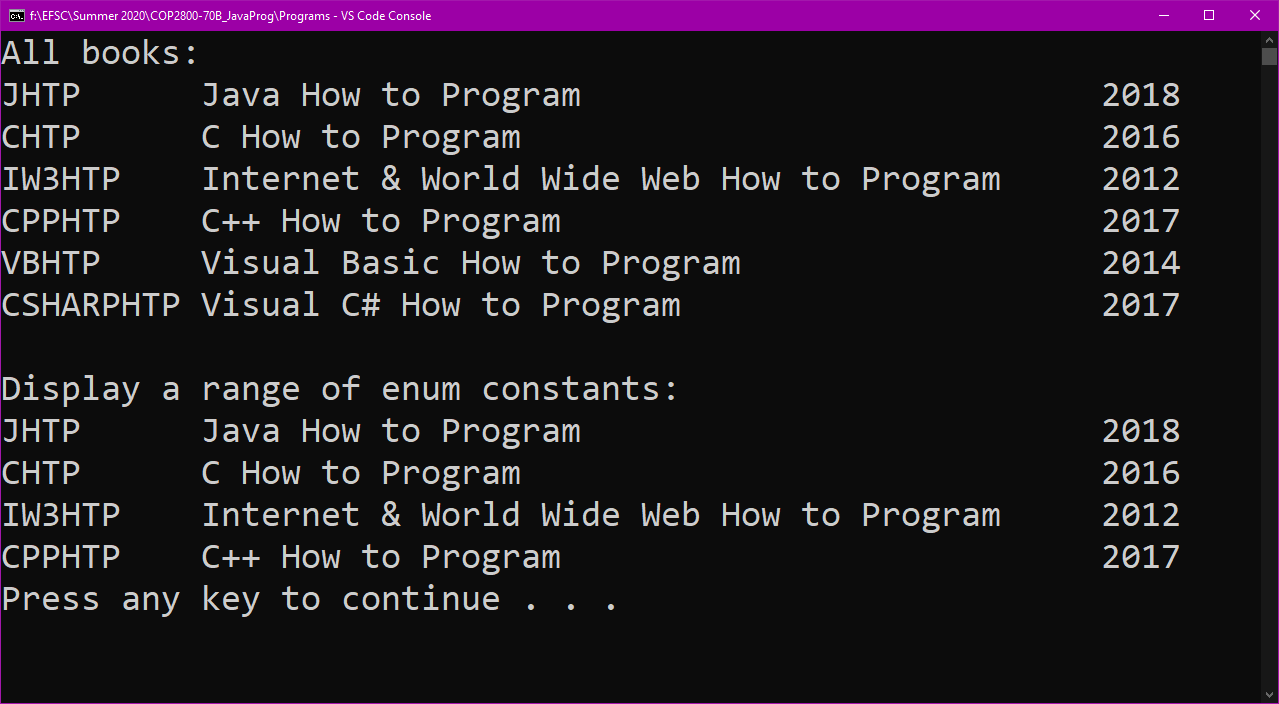 f:\EFSC\Summer 2020\COP2800-70B_JavaProg\Programs - VS Code Console
All books:
JHTP      Java How to Program                          2018
CHTP      C How to Program                             2016
IW3HTP    Internet & World Wide Web How to Program     2012
CPPHTP    C++ How to Program                           2017
VBHTP     Visual Basic How to Program                  2014
CSHARPHTP Visual C# How to Program                     2017

Display a range of enum constants:
JHTP      Java How to Program                          2018
CHTP      C How to Program                             2016
IW3HTP    Internet & World Wide Web How to Program     2012
CPPHTP    C++ How to Program                           2017
Press any key to continue . . .